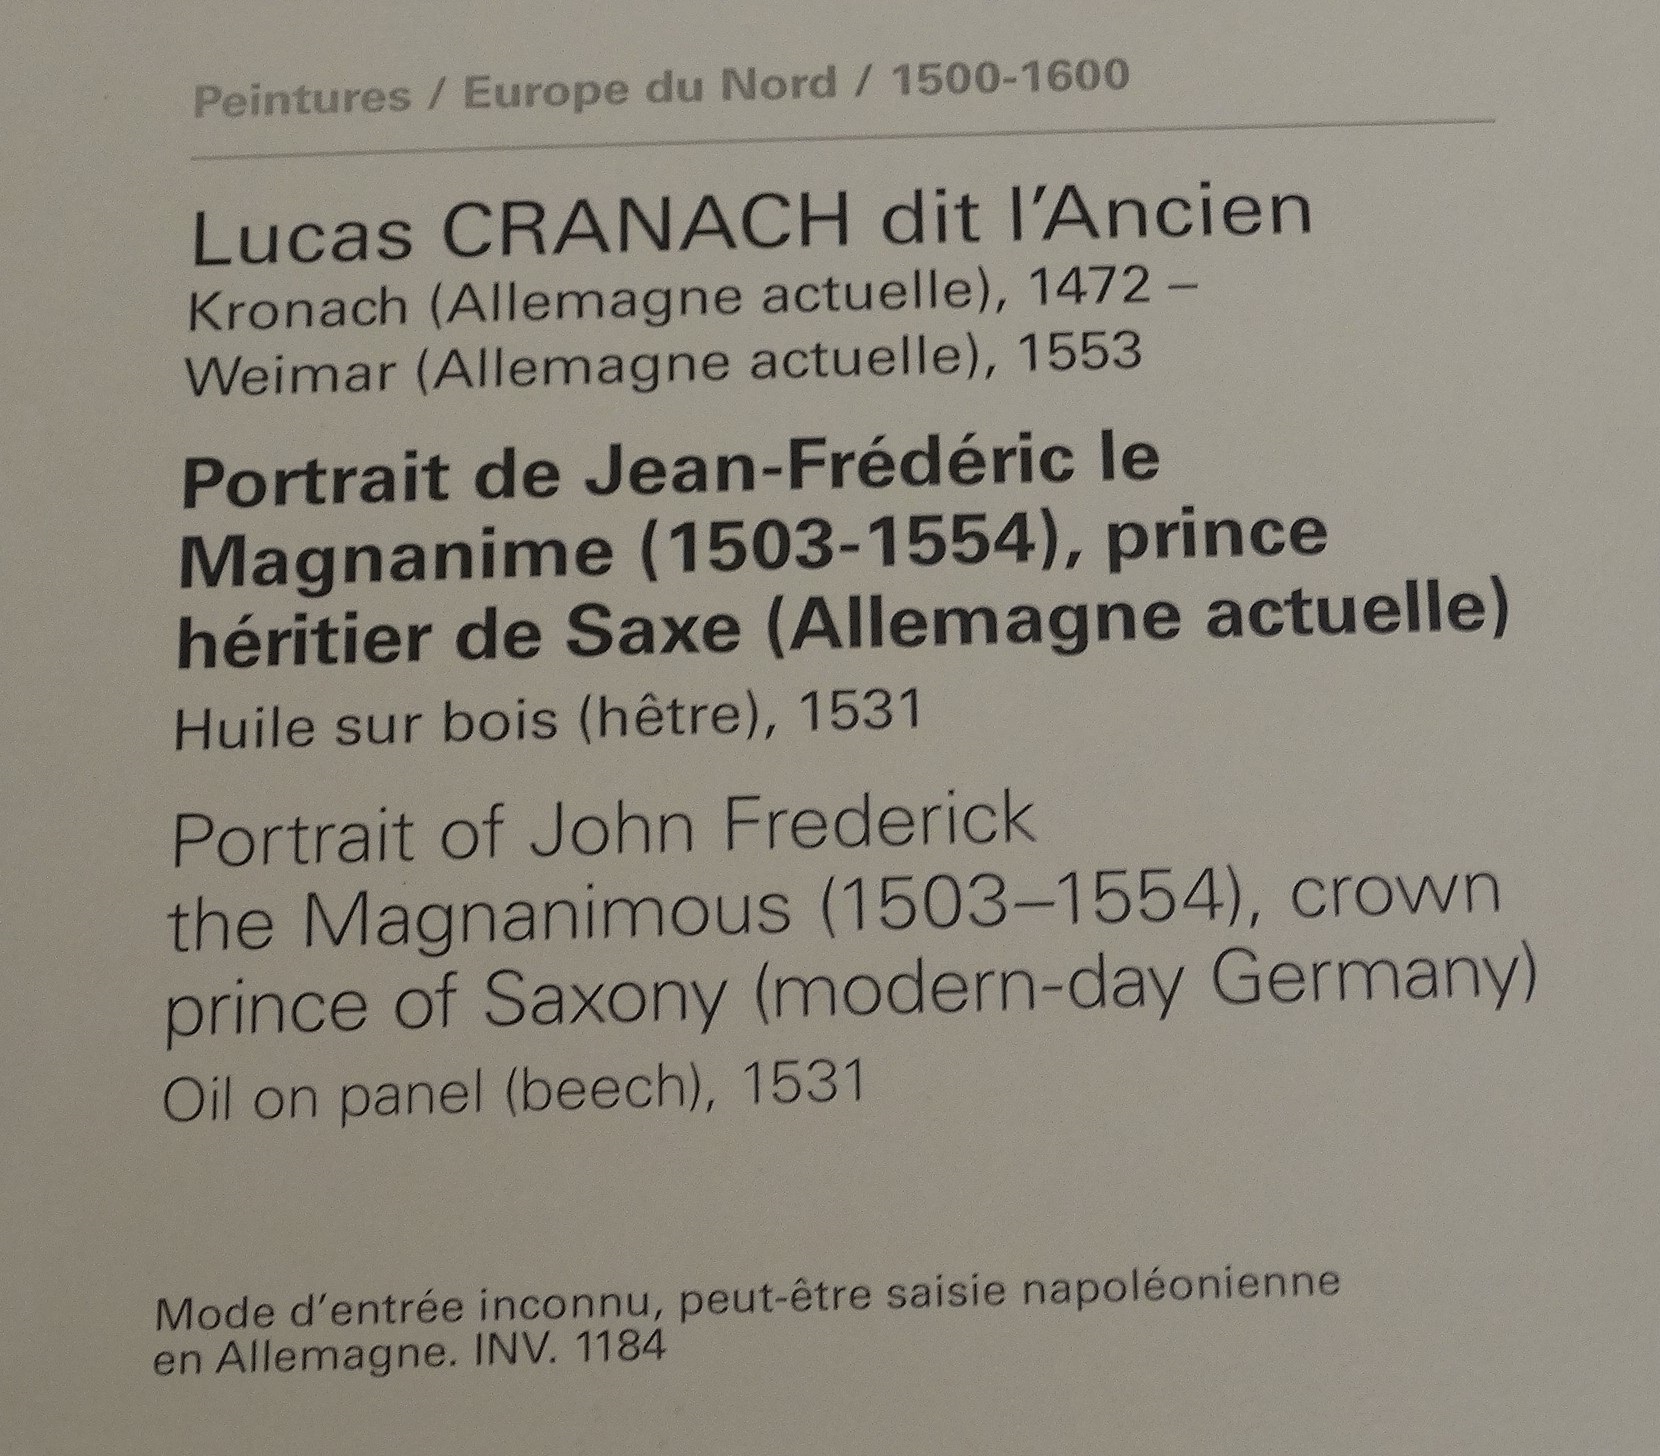 Peintures / Europe du Nord / 1500-1600
Lucas CRANACH dit l'Ancien
Kronach (Allemagne actuelle), 1472 –
Weimar (Allemagne actuelle), 1553
Portrait de Jean-Frédéric le
Magnanime (1503-1554), prince
héritier de Saxe (Allemagne actuelle)
Huile sur bois (hêtre), 1531
Portrait of John Frederick
the Magnanimous (1503–1554), crown
prince of Saxony (modern-day Germany)
Oil on panel (beech), 1531
Mode d'entrée inconnu, peut-être saisie napoléonienne
en Allemagne. INV. 1184